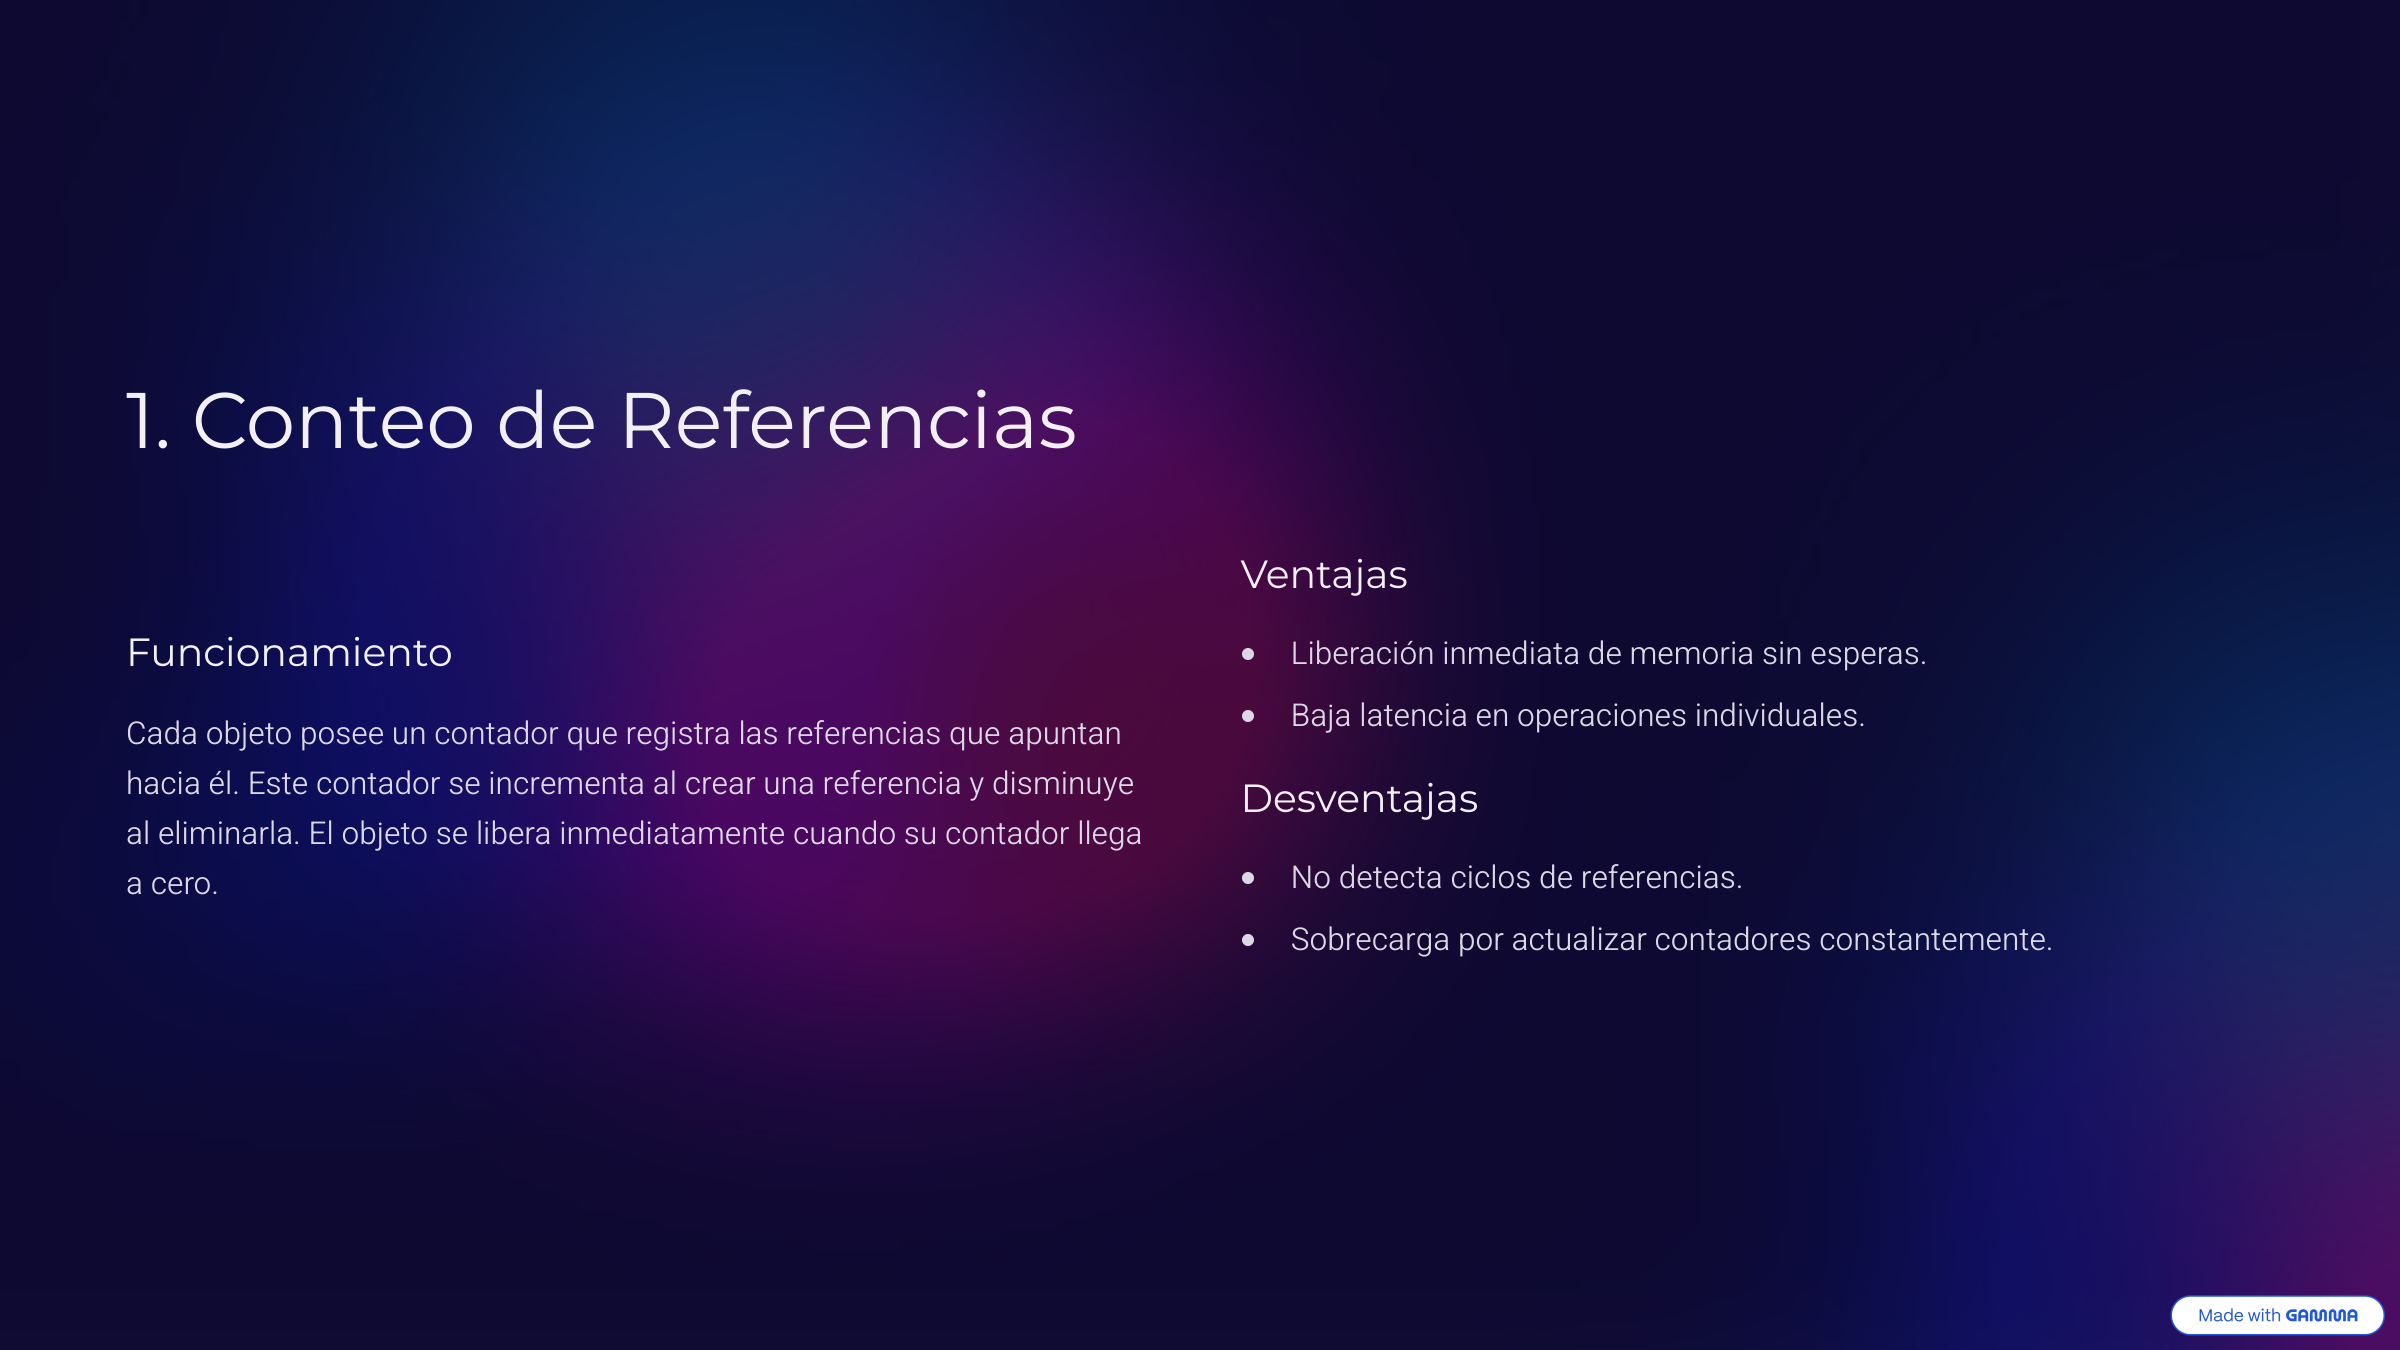 1. Conteo de Referencias
Funcionamiento
Cada objeto posee un contador que registra las referencias que apuntan
hacia él. Este contador se incrementa al crear una referencia y disminuye
al eliminarla. El objeto se libera inmediatamente cuando su contador llega
a cero.
Ventajas
• Liberación inmediata de memoria sin esperas.
• Baja latencia en operaciones individuales.
Desventajas
• No detecta ciclos de referencias.
• Sobrecarga por actualizar contadores constantemente.
Made with GAMMA